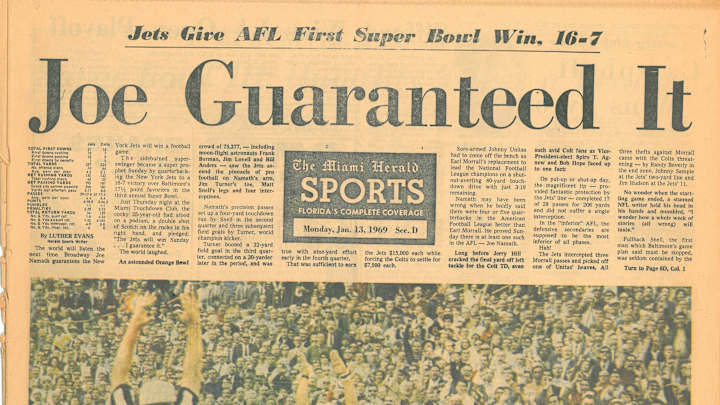 Jets Give AFL First Super Bowl Win, 16-7
Joe Guaranteed It
By LUTHER EVANS
Herald Sports Writer
The world will listen the
next time Broadway Joe
Namath guarantees the New
York Jets will win a football
game.
The sideburned super-
swinger became a super pro-
phet Sunday by quarterback-
ing the New York Jets to a
16-7 victory over Baltimore's
17½ point favorites in the
third annual Super Bowl.
Just Thursday night at the
Miami Touchdown Club, the
cocky 25-year-old had stood
on a podium, a double shot
of Scotch on the rocks in his
right hand, and pledged,
"The Jets will win Sunday
. . . I guarantee it."
The world laughed.
An astounded Orange Bowl
crowd of 75,377, — including
moon-flight astronauts Frank
Borman, Jim Lovell and Bill
Anders — saw the Jets as-
cend the pinnacle of pro
football on Namath's arm,
Jim Turner's toe, Matt
Snell's legs and four inter-
ceptions.
Namath's precision passes
set up a four-yard touchdown
run by Snell in the second
quarter and three subsequent
field goals by Turner, world
champion kicker.
Turner booted a 32-yard
field goal in the third quar-
ter, connected on a 30-yarder
later in the period, and was
The Miami Herald
SPORTS
FLORIDA'S COMPLETE COVERAGE
Monday, Jan. 13, 1969 Sec. D
true with nine-yard effort
early in the fourth quarter.
That was sufficient to earn
the Jets $15,000 each while
forcing the Colts to settle for
$7,500 each.
Sore-armed Johnny Unitas
had to come off the bench as
Earl Morrall's replacement to
lead the National Football
League champions on a shut-
out-averting 80-yard touch-
down drive with just 3:19
remaining.
Namath may have been
wrong when he boldly said
there were four or five quar-
terbacks in the American
Football League better than
Earl Morrall. He proved Sun-
day there is at least one such
in the AFL — Joe Namath.
Long before Jerry Hill
cracked the final yard off left
tackle for the Colt TD, even
such avid Colt fans as Vice-
President-elect Spiro T. Ag-
new and Bob Hope faced up
to one fact:
On put-up or shut-up day,
the magnificent lip — pro-
vided fantastic protection by
the Jets' line — completed 17
of 28 passes for 206 yards
and did not suffer a single
interception.
In the "inferior" AFL, the
defensive secondaries are
supposed to be the most
inferior of all phases.
The Jets intercepted three
Morrall passes and picked off
one of Unitas' heaves. All
three thefts against Morrall
came with the Colts threat-
ening — by Randy Beverly in
the end zone, Johnny Sample
at the Jets' two-yard line and
Jim Hudson at the Jets' 11.
No wonder when the start-
ling game ended, a stunned
NFL writer held his head in
his hands and mumbled, "I
wonder how a whole week of
stories (all wrong) will
taste."
Fullback Snell, the first
man which Baltimore's game
plan said must be stopped,
was seldom contained by the
Turn to Page 6D, Col. 1